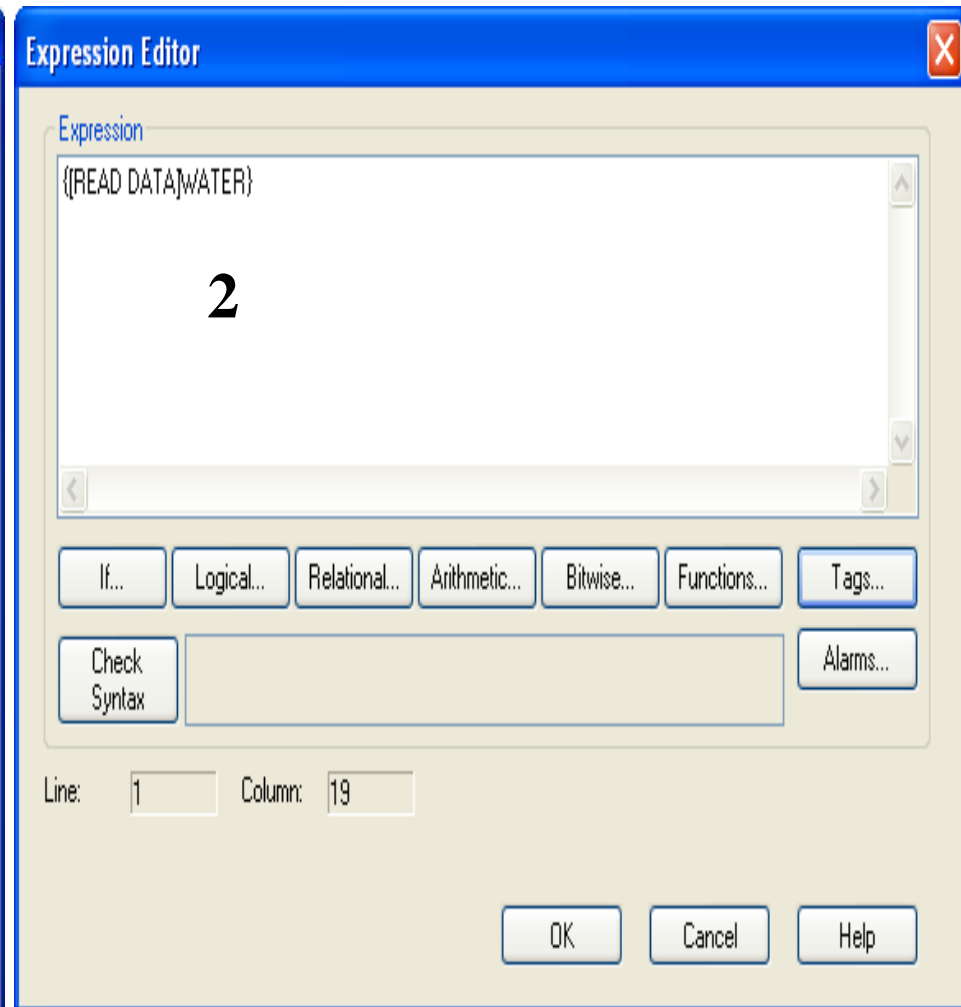 Expression Editor
Expression
{[READ DATA]WATER}
2
If... Logical... Relational... Arithmetic... Bitwise... Functions... Tags...
Check
Syntax
Alarms...
Line: 1 Column: 19
OK Cancel Help